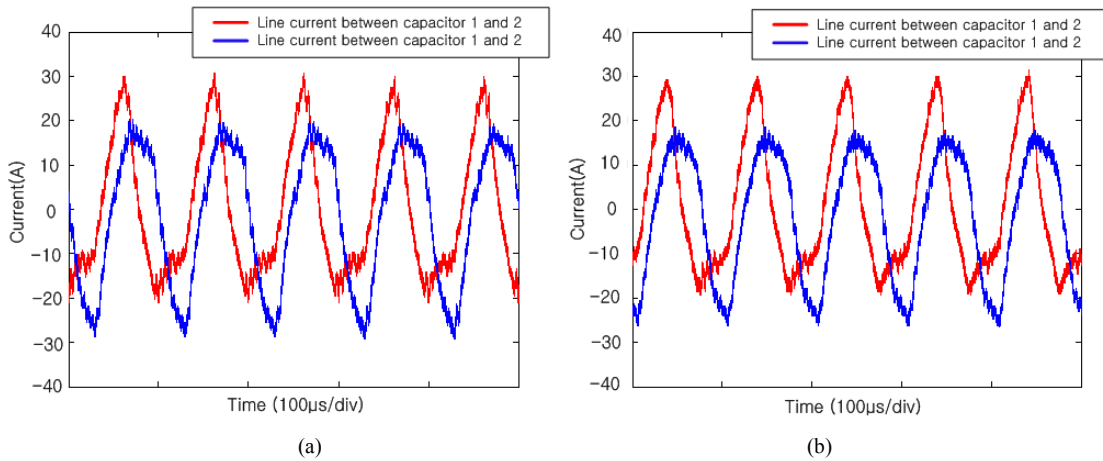 Line current between capacitor 1 and 2
Line current between capacitor 1 and 2
40
30
20
10
0
−10
−20
−30
−40
Current(A)
Time (100μs/div)
(a)
Line current between capacitor 1 and 2
Line current between capacitor 1 and 2
40
30
20
10
0
−10
−20
−30
−40
Current(A)
Time (100μs/div)
(b)